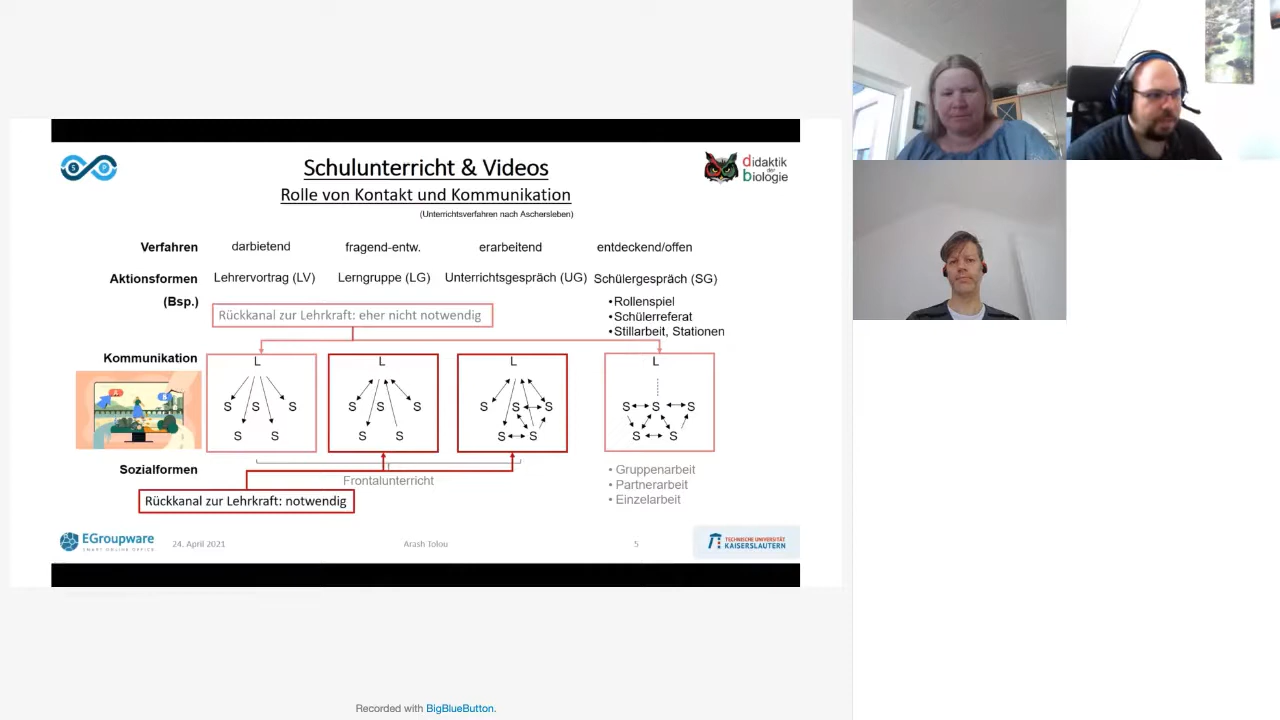 Schulunterricht & Videos
Rolle von Kontakt und Kommunikation
(Unterrichtsverfahren nach Aschersleben)
5 P
didaktik
der
biologie
Verfahren darbietend fragend-entw. erarbeitend entdeckend/offen
Aktionsformen Lehrervortrag (LV) Lerngruppe (LG) Unterrichtsgespräch (UG) Schülergespräch (SG)
(Bsp.)
•Rollenspiel
•Schülerreferat
•Stillarbeit, Stationen
Rückkanal zur Lehrkraft: eher nicht notwendig
Kommunikation
A B
L L L L
S S S S S S S S S S S S
S S S S S S S S
Sozialformen
Frontalunterricht
• Gruppenarbeit
• Partnerarbeit
• Einzelarbeit
Rückkanal zur Lehrkraft: notwendig
EGroupware
SMART ONLINE OFFICE
24. April 2021 Arash Tolou 5
TECHNISCHE UNIVERSITÄT
KAISERSLAUTERN
Recorded with BigBlueButton.